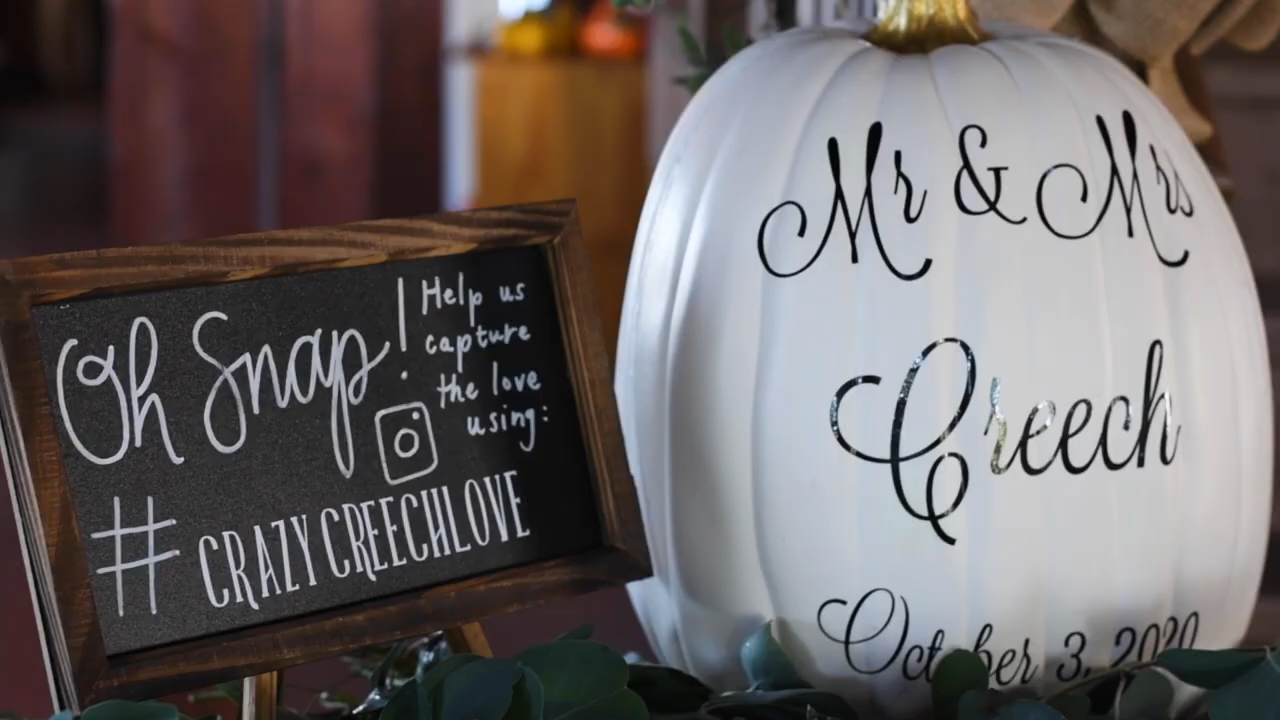 Oh Snap!
Help us
capture
the love
using:
#CRAZYCREECHLOVE
Mr & Mrs
Creech
October 3, 2020